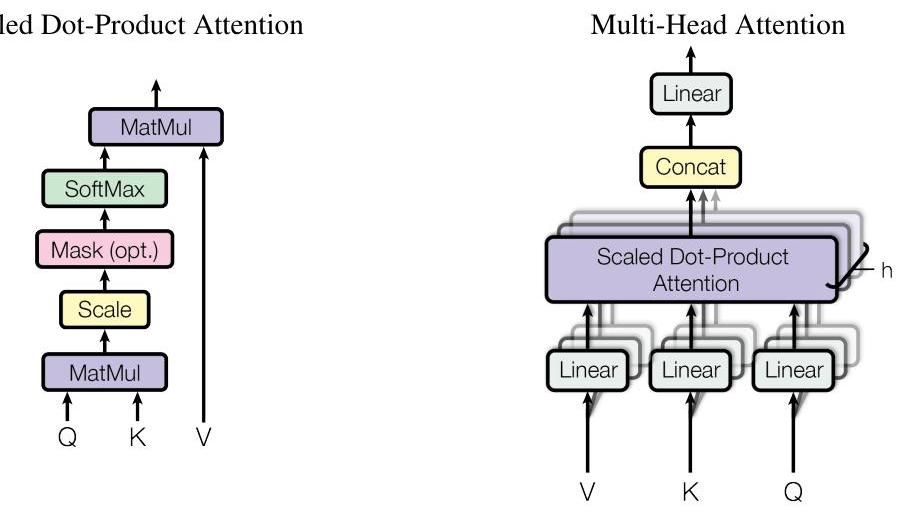 led Dot-Product Attention
MatMul
SoftMax
Mask (opt.)
Scale
MatMul
Q K V
Multi-Head Attention
Linear
Concat
Scaled Dot-Product
Attention
h
Linear Linear Linear
V K Q